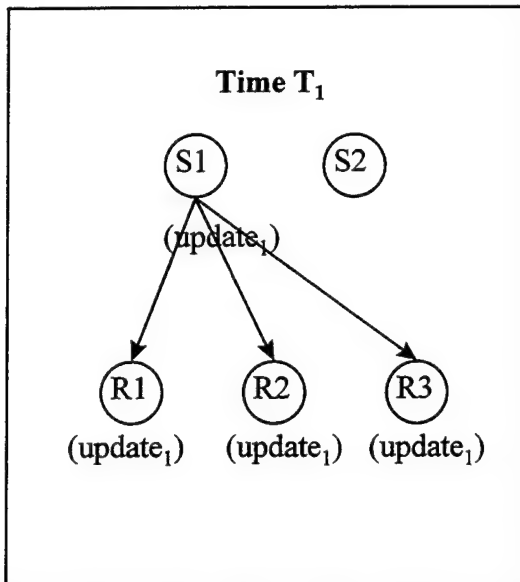 Time T₁
S1 S2
(update₁)
R1 R2 R3
(update₁) (update₁) (update₁)